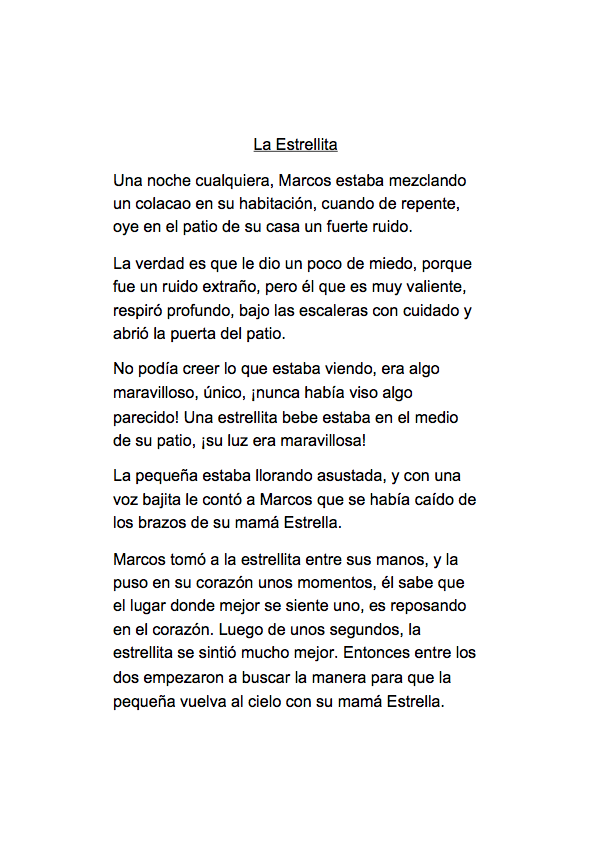 La Estrellita
Una noche cualquiera, Marcos estaba mezclando
un colacao en su habitación, cuando de repente,
oye en el patio de su casa un fuerte ruido.
La verdad es que le dio un poco de miedo, porque
fue un ruido extraño, pero él que es muy valiente,
respiró profundo, bajo las escaleras con cuidado y
abrió la puerta del patio.
No podía creer lo que estaba viendo, era algo
maravilloso, único, ¡nunca había viso algo
parecido! Una estrellita bebe estaba en el medio
de su patio, ¡su luz era maravillosa!
La pequeña estaba llorando asustada, y con una
voz bajita le contó a Marcos que se había caído de
los brazos de su mamá Estrella.
Marcos tomó a la estrellita entre sus manos, y la
puso en su corazón unos momentos, él sabe que
el lugar donde mejor se siente uno, es reposando
en el corazón. Luego de unos segundos, la
estrellita se sintió mucho mejor. Entonces entre los
dos empezaron a buscar la manera para que la
pequeña vuelva al cielo con su mamá Estrella.